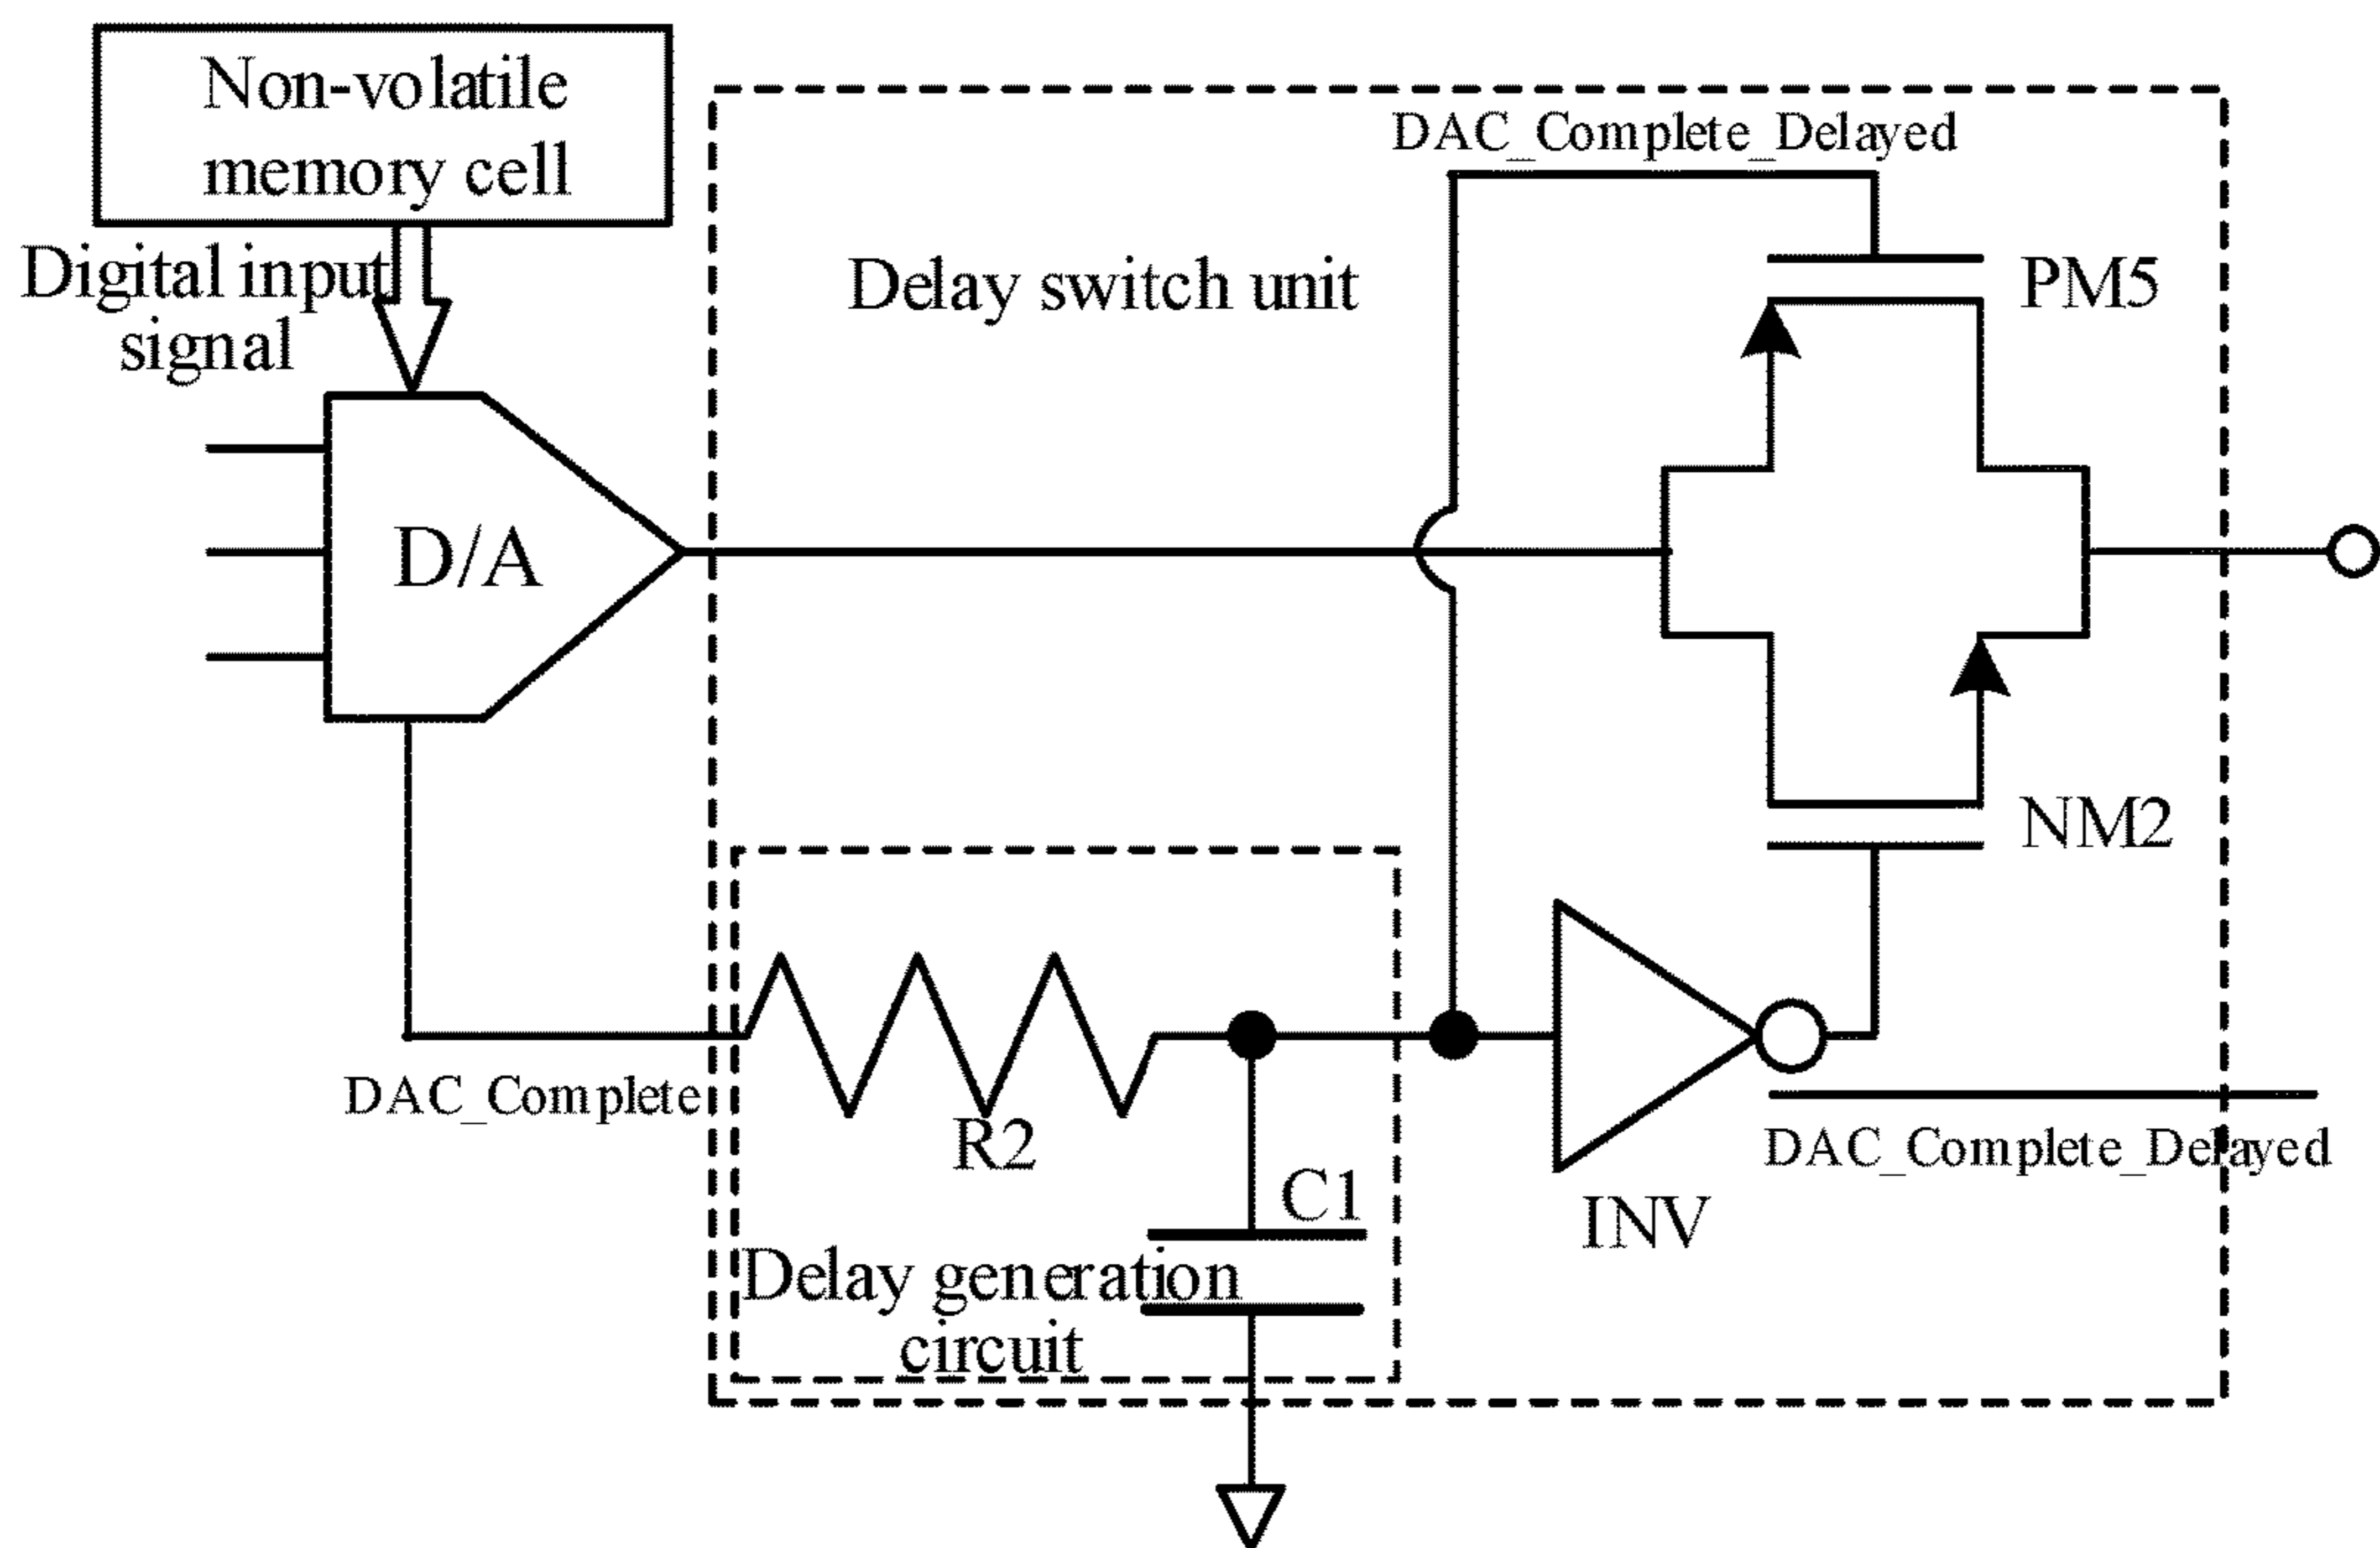 Non-volatile
memory cell
DAC_Complete_Delayed
Digital input
signal
Delay switch unit
PM5
D/A
NM2
DAC_Complete
R2
C1
DAC_Complete_Delayed
INV
Delay generation
circuit